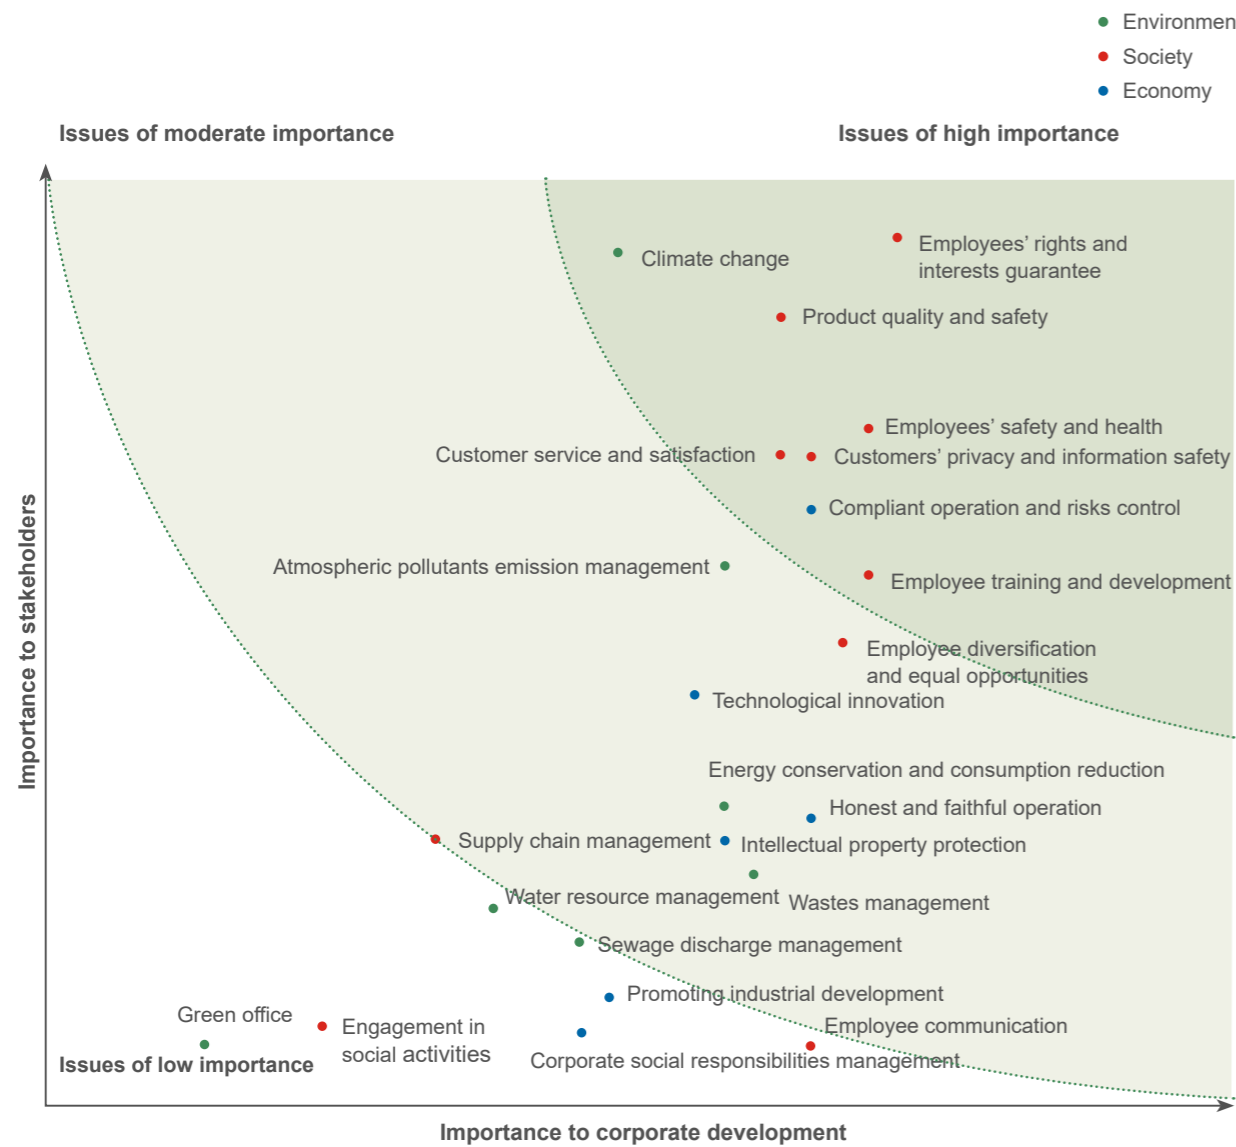 Environmen
Society
Economy
Issues of moderate importance
Issues of high importance
Climate change
Employees’ rights and
interests guarantee
Product quality and safety
Employees’ safety and health
Customer service and satisfaction
Customers’ privacy and information safety
Compliant operation and risks control
Atmospheric pollutants emission management
Employee training and development
Employee diversification
and equal opportunities
Technological innovation
Energy conservation and consumption reduction
Honest and faithful operation
Supply chain management
Intellectual property protection
Water resource management
Wastes management
Sewage discharge management
Promoting industrial development
Green office
Engagement in
social activities
Employee communication
Corporate social responsibilities management
Issues of low importance
Importance to stakeholders
Importance to corporate development